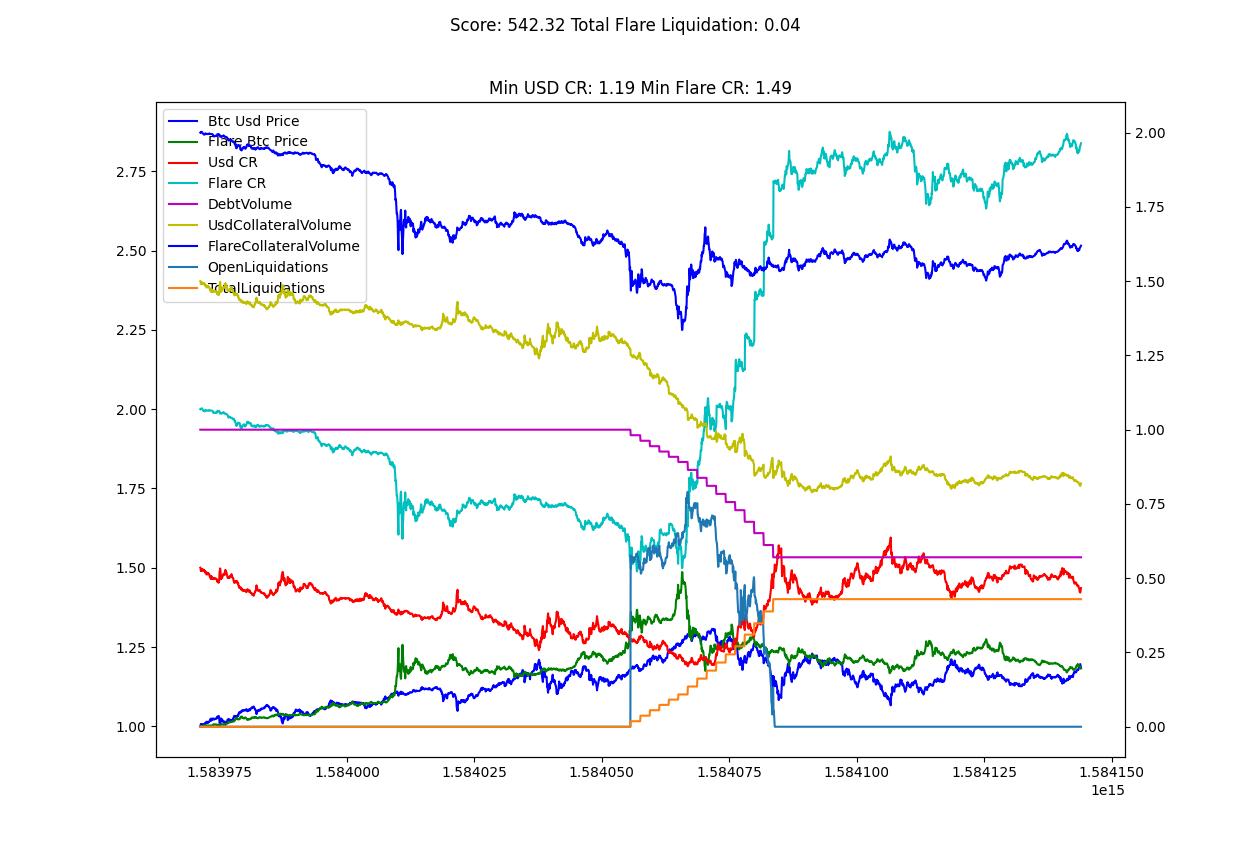 Score: 542.32 Total Flare Liquidation: 0.04
Min USD CR: 1.19 Min Flare CR: 1.49
Btc Usd Price
Flare Btc Price
Usd CR
Flare CR
DebtVolume
UsdCollateralVolume
FlareCollateralVolume
OpenLiquidations
TotalLiquidations
2.75
2.50
2.25
2.00
1.75
1.50
1.25
1.00
2.00
1.75
1.50
1.25
1.00
0.75
0.50
0.25
0.00
1.583975 1.584000 1.584025 1.584050 1.584075 1.584100 1.584125 1.584150
1e15